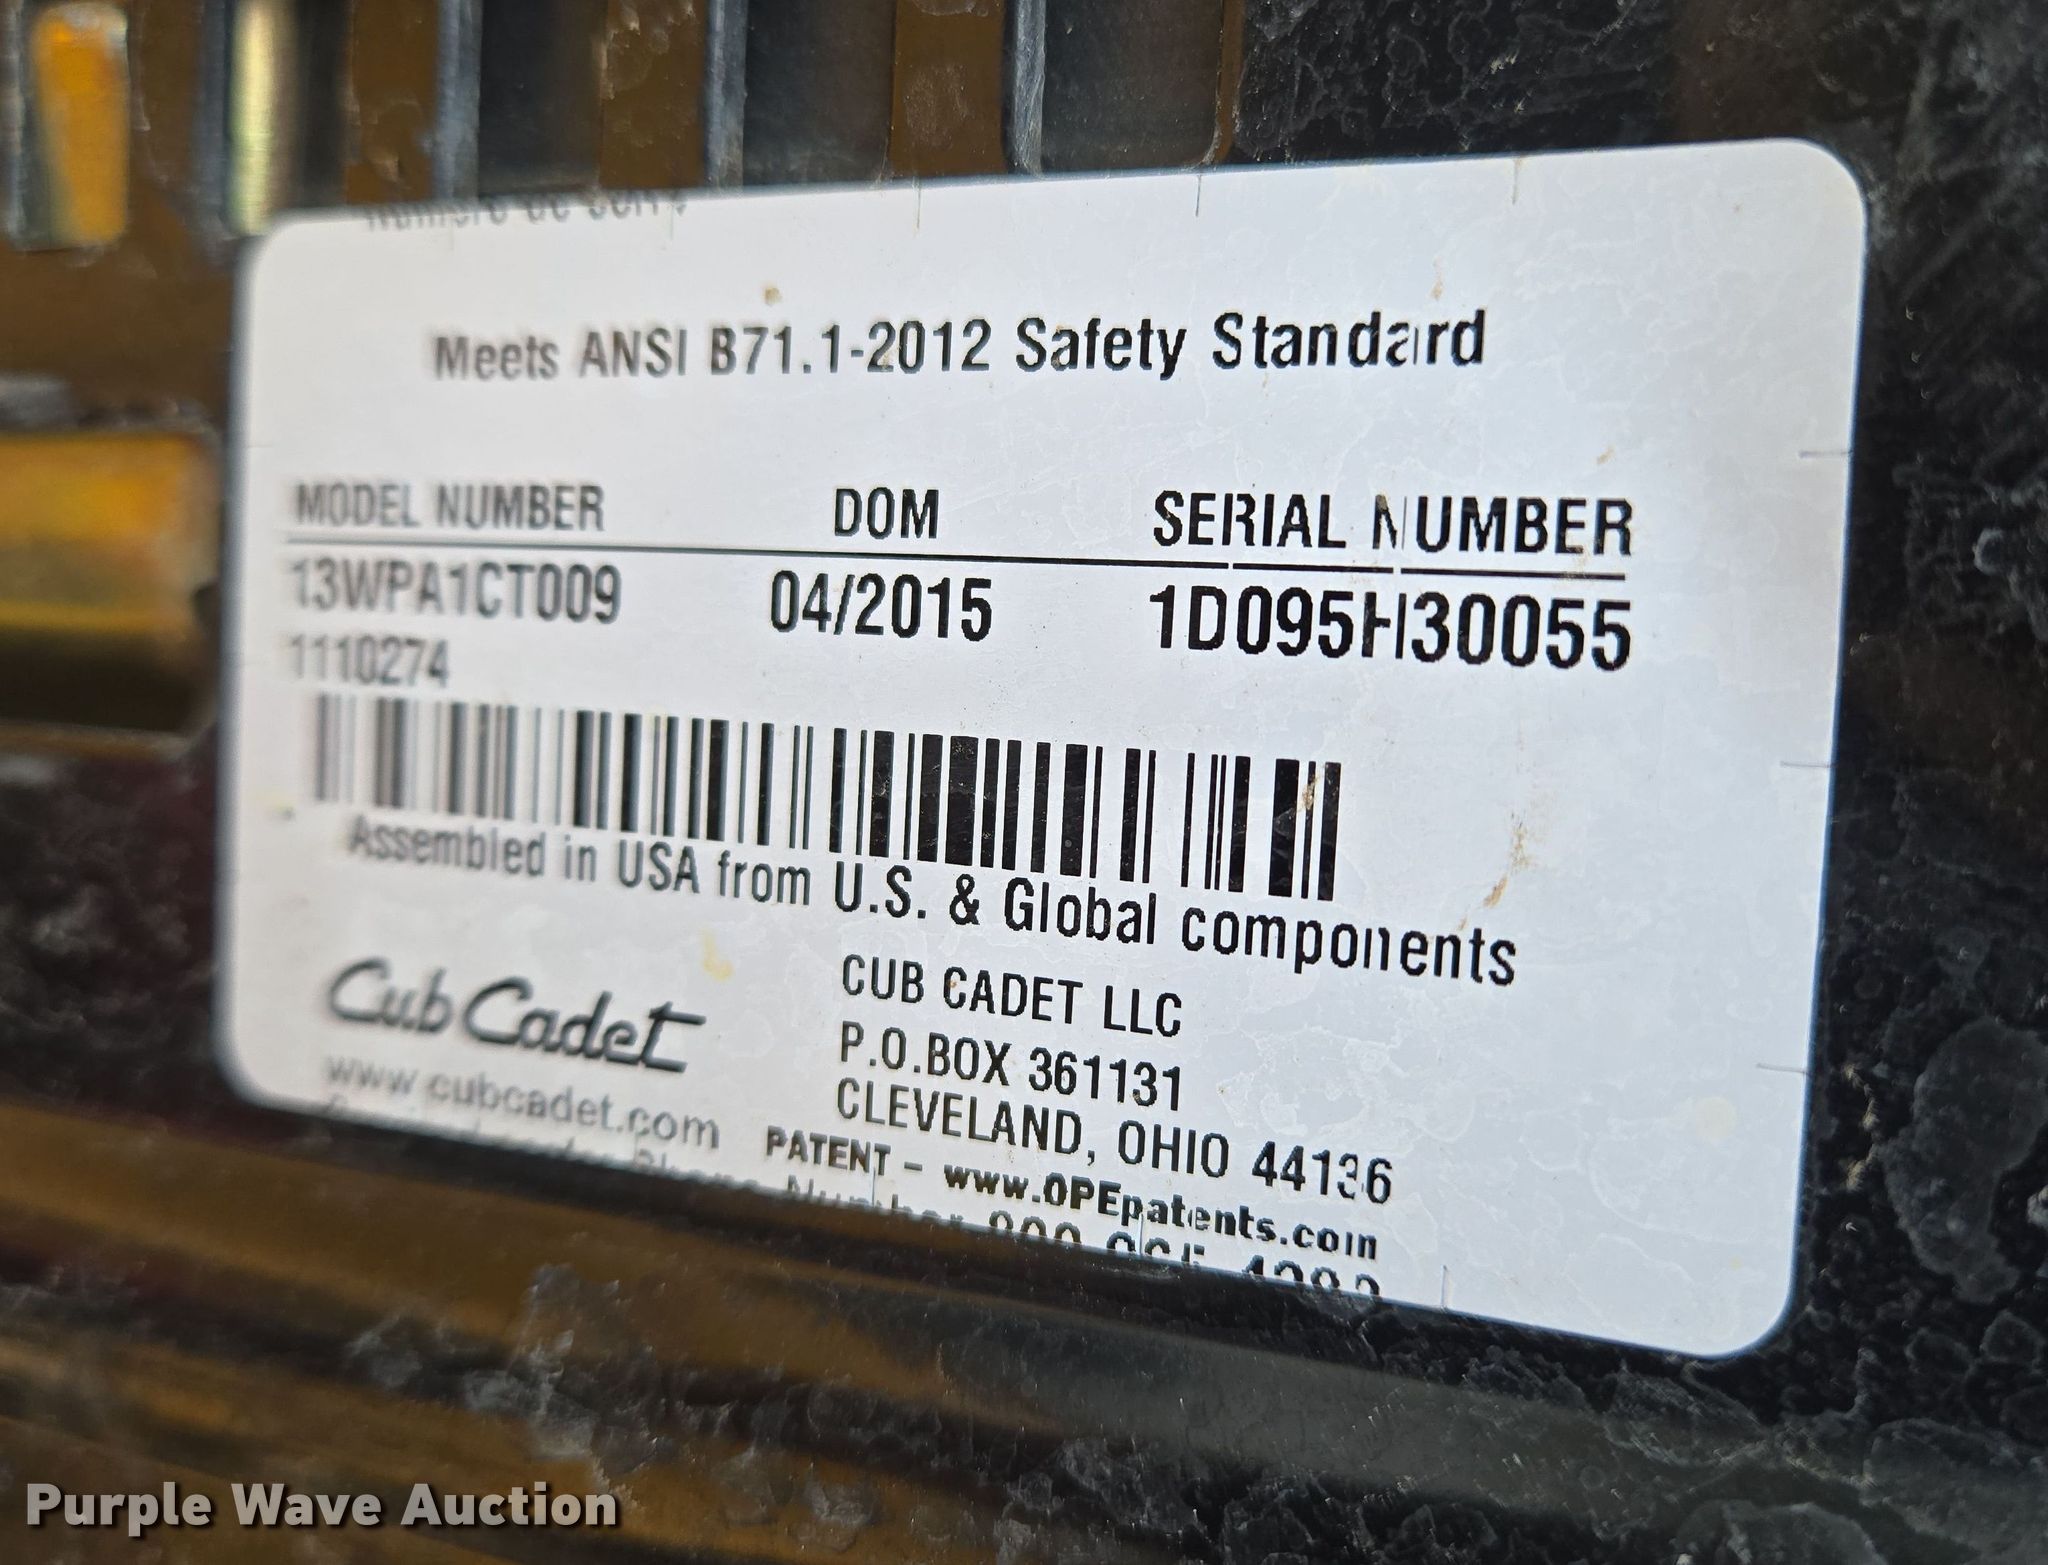 Meets ANSI B71.1-2012 Safety Standard
MODEL NUMBER DOM SERIAL NUMBER
13WPA1CT009 04/2015 1D095H30055
1110274
Assembled in USA from U.S. & Global components
Cub Cadet
www.cubcadet.com
CUB CADET LLC
P.O.BOX 361131
CLEVELAND, OHIO 44136
PATENT - www.OPEpatents.com
Purple Wave Auction